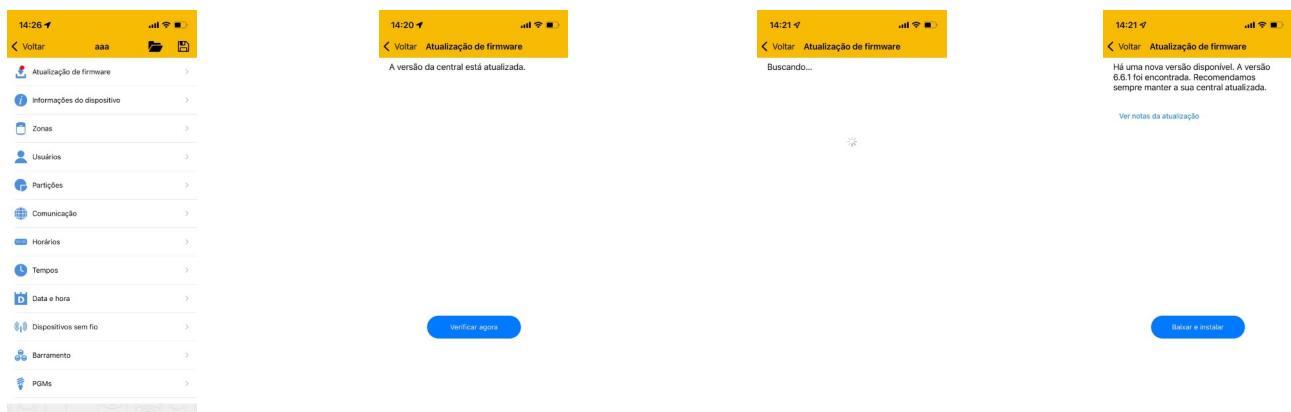 14:26
Voltar aaa
Atualização de firmware
Informações do dispositivo
Zonas
Usuários
Partições
Comunicação
Horários
Tempos
Data e hora
Dispositivos sem fio
Barramento
PGMs
14:20
Voltar Atualização de firmware
A versão da central está atualizada.
Verificar agora
14:21
Voltar Atualização de firmware
Buscando...
14:21
Voltar Atualização de firmware
Há uma nova versão disponível. A versão
6.6.1 foi encontrada. Recomendamos
sempre manter a sua central atualizada.
Ver notas da atualização
Baixar e instalar